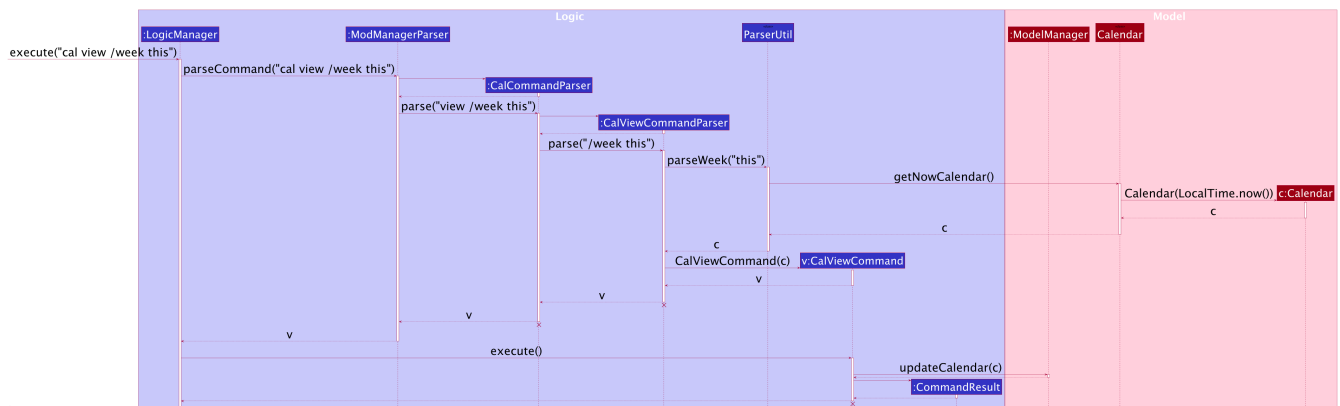 Logic
Model
:LogicManager
:ModManagerParser
ParserUtil
:ModelManager
Calendar
execute("cal view /week this")
parseCommand("cal view /week this")
:CalCommandParser
parse("view /week this")
:CalViewCommandParser
parse("/week this")
parseWeek("this")
getNowCalendar()
Calendar(LocalTime.now())
c:Calendar
c
c
c
CalViewCommand(c)
v:CalViewCommand
v
v
v
v
execute()
updateCalendar(c)
:CommandResult